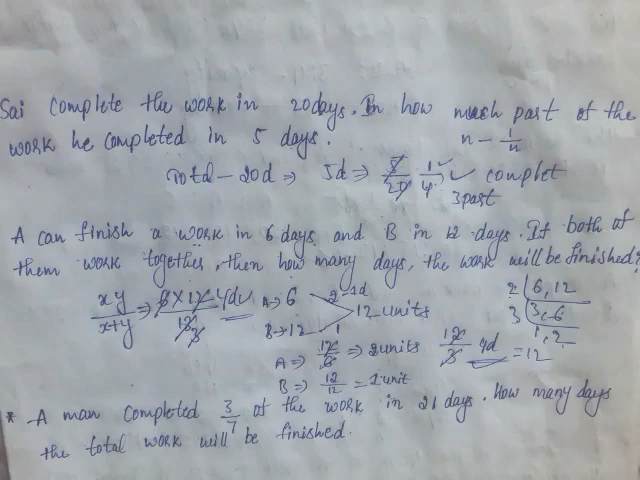 Sai complete the work in 20days. In how much part of the
work he completed in 5 days.
n - 1/n
Total - 20d ⇒ 5d ⇒ 5/20 1/4 ✓ complet
3part
A can finish a work in 6 days and B in 12 days. If both of
them work together, then how many days, the work will be finished?
xy/x+y ⇒ 6×12/18 3 4d A→6 2-1d 2 | 6, 12
12 units 3 | 3, 6
B→12 1 1, 2
A ⇒ 12/6 ⇒ 2units 12/3 4d = 12
B ⇒ 12/12 = 1unit
* A man completed 3/7 of the work in 21 days. How many days
the total work will be finished.